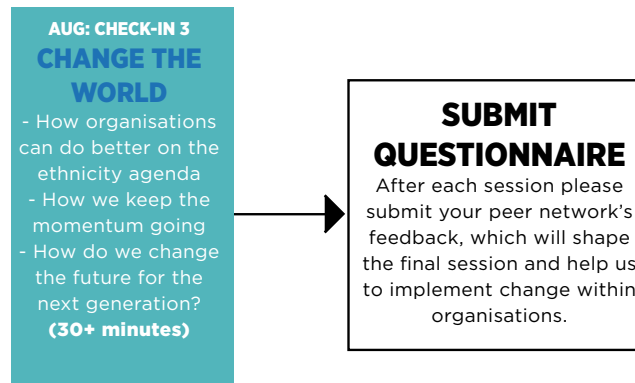 AUG: CHECK-IN 3
CHANGE THE
WORLD
- How organisations
can do better on the
ethnicity agenda
- How we keep the
momentum going
- How do we change
the future for the
next generation?
(30+ minutes)
SUBMIT
QUESTIONNAIRE
After each session please
submit your peer network's
feedback, which will shape
the final session and help us
to implement change within
organisations.